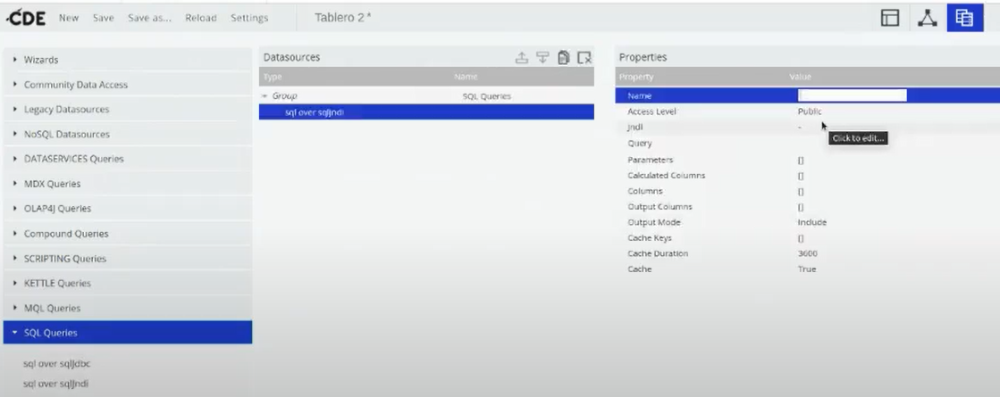 CDE New Save Save as... Reload Settings Tablero 2 *
Wizards
Community Data Access
Legacy Datasources
NoSQL Datasources
DATASERVICES Queries
MDX Queries
OLAP4J Queries
Compound Queries
SCRIPTING Queries
KETTLE Queries
MQL Queries
SQL Queries
sql over sqlJdbc
sql over sqlJndi
Datasources
Type Name
Group SQL Queries
sql over sqlJndi
Properties
Property Value
Name
Access Level Public
Jndi -
Click to edit...
Query
Parameters []
Calculated Columns []
Columns []
Output Columns []
Output Mode Include
Cache Keys []
Cache Duration 3600
Cache True